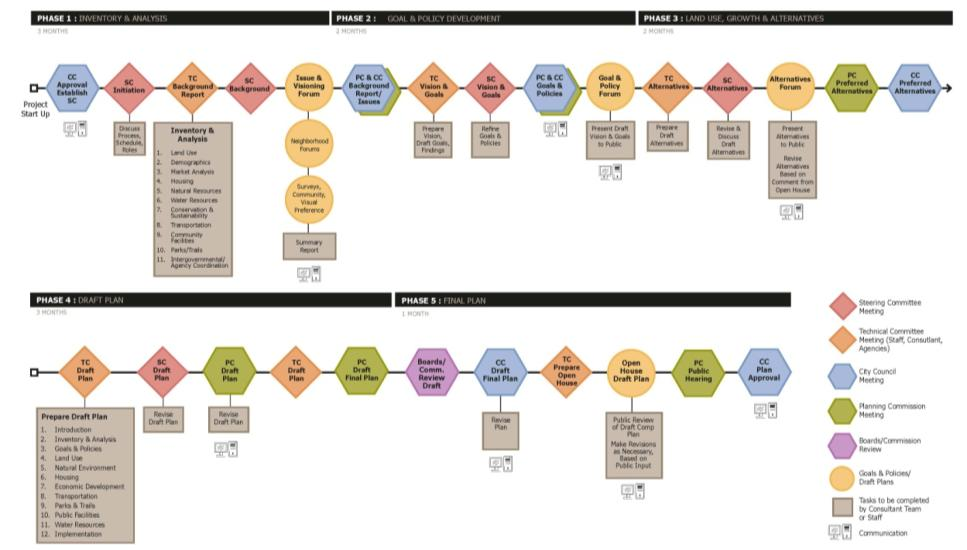 PHASE 1 : INVENTORY & ANALYSIS
3 MONTHS
PHASE 2 : GOAL & POLICY DEVELOPMENT
2 MONTHS
PHASE 3 : LAND USE, GROWTH & ALTERNATIVES
2 MONTHS
Project
Start Up
CC
Approval
Establish
SC
SC
Initiation
Discuss
Process,
Schedule,
Roles
TC
Background
Report
Inventory &
Analysis
1. Land Use
2. Demographics
3. Market Analysis
4. Housing
5. Natural Resources
6. Water Resources
7. Conservation &
Sustainability
8. Transportation
9. Community
Facilities
10. Parks/Trails
11. Intergovernmental/
Agency Coordination
SC
Background
Issue &
Visioning
Forum
Neighborhood
Forums
Surveys,
Community,
Visual
Preference
Summary
Report
PC & CC
Background
Report/
Issues
TC
Vision &
Goals
Prepare
Vision,
Draft Goals,
Findings
SC
Vision &
Goals
Refine
Goals &
Policies
PC & CC
Goals &
Policies
Goal &
Policy
Forum
Present Draft
Vision & Goals
to Public
TC
Alternatives
Prepare
Draft
Alternatives
SC
Alternatives
Revise &
Discuss
Draft
Alternatives
Alternatives
Forum
Present
Alternatives
to Public
Revise
Alternatives
Based on
Comment from
Open House
PC
Preferred
Alternatives
CC
Preferred
Alternatives
PHASE 4 : DRAFT PLAN
3 MONTHS
PHASE 5 : FINAL PLAN
1 MONTH
TC
Draft
Plan
Prepare Draft Plan
1. Introduction
2. Inventory & Analysis
3. Goals & Policies
4. Land Use
5. Natural Environment
6. Housing
7. Economic Development
8. Transportation
9. Parks & Trails
10. Public Facilities
11. Water Resources
12. Implementation
SC
Draft
Plan
Revise
Draft Plan
PC
Draft
Plan
Revise
Draft Plan
TC
Draft
Plan
PC
Draft
Final Plan
Boards/
Comm.
Review
Draft
CC
Draft
Final Plan
Revise
Plan
TC
Prepare
Open
House
Open
House
Draft Plan
Public Review
of Draft Comp
Plan
Make Revisions
as Necessary,
Based on
Public Input
PC
Public
Hearing
CC
Plan
Approval
Steering Committee
Meeting
Technical Committee
Meeting (Staff, Consultant,
Agencies)
City Council
Meeting
Planning Commission
Meeting
Boards/Commission
Review
Goals & Policies/
Draft Plans
Tasks to be completed
by Consultant Team
or Staff
Communication